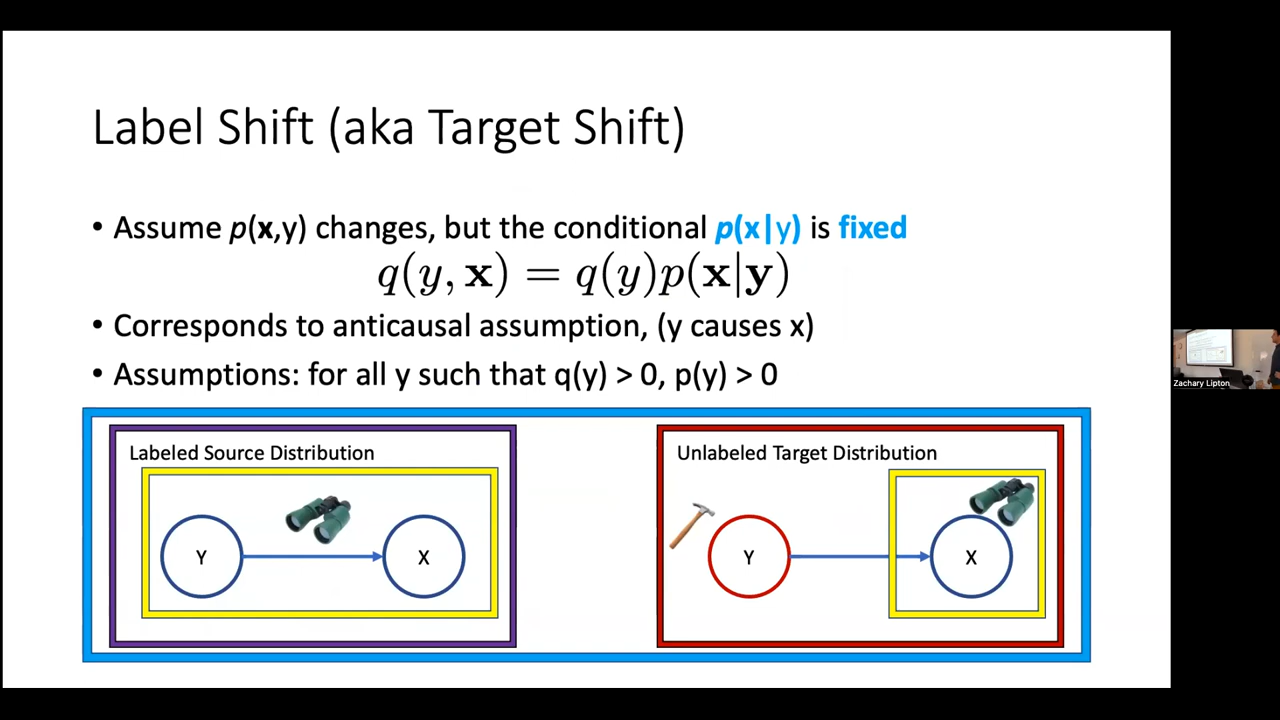 Label Shift (aka Target Shift)
• Assume p(x,y) changes, but the conditional p(x|y) is fixed
q(y, x) = q(y)p(x|y)
• Corresponds to anticausal assumption, (y causes x)
• Assumptions: for all y such that q(y) > 0, p(y) > 0
Labeled Source Distribution
Y
X
Unlabeled Target Distribution
Y
X
Zachary Lipton